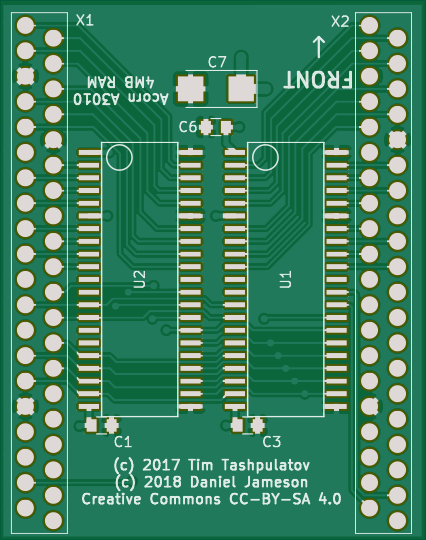 X1
X2
C7
FRONT
Acorn A3010
4MB RAM
C6
U2
U1
C1
C3
(c) 2017 Tim Tashpulatov
(c) 2018 Daniel Jameson
Creative Commons CC-BY-SA 4.0